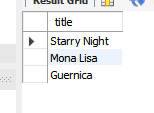 Result Grid
title
Starry Night
Mona Lisa
Guernica